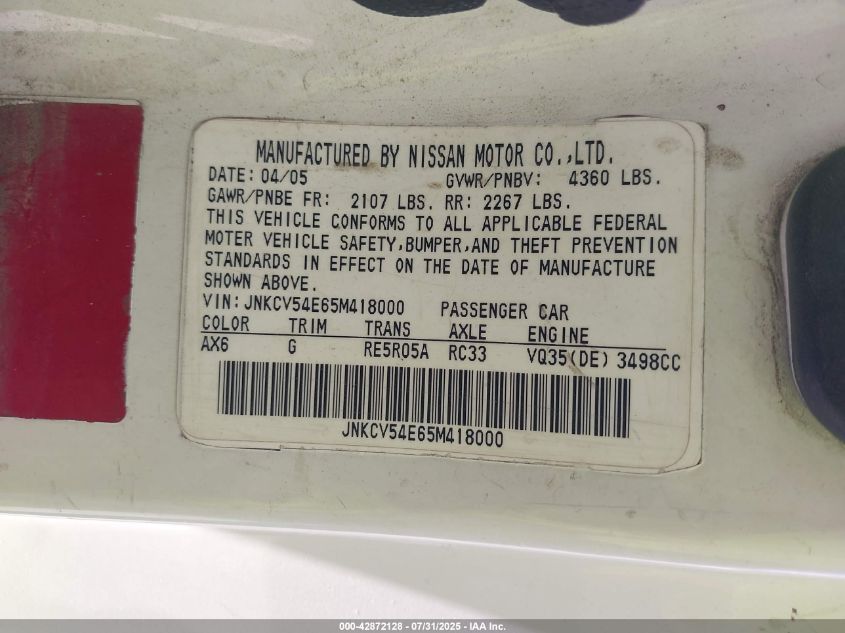 MANUFACTURED BY NISSAN MOTOR CO.,LTD.
DATE: 04/05 GVWR/PNBV: 4360 LBS.
GAWR/PNBE FR: 2107 LBS. RR: 2267 LBS.
THIS VEHICLE CONFORMS TO ALL APPLICABLE FEDERAL
MOTER VEHICLE SAFETY,BUMPER,AND THEFT PREVENTION
STANDARDS IN EFFECT ON THE DATE OF MANUFACTURE
SHOWN ABOVE.
VIN: JNKCV54E65M418000 PASSENGER CAR
COLOR TRIM TRANS AXLE ENGINE
AX6 G RE5R05A RC33 VQ35(DE) 3498CC
JNKCV54E65M418000
000-42872128 - 07/31/2025 - IAA Inc.